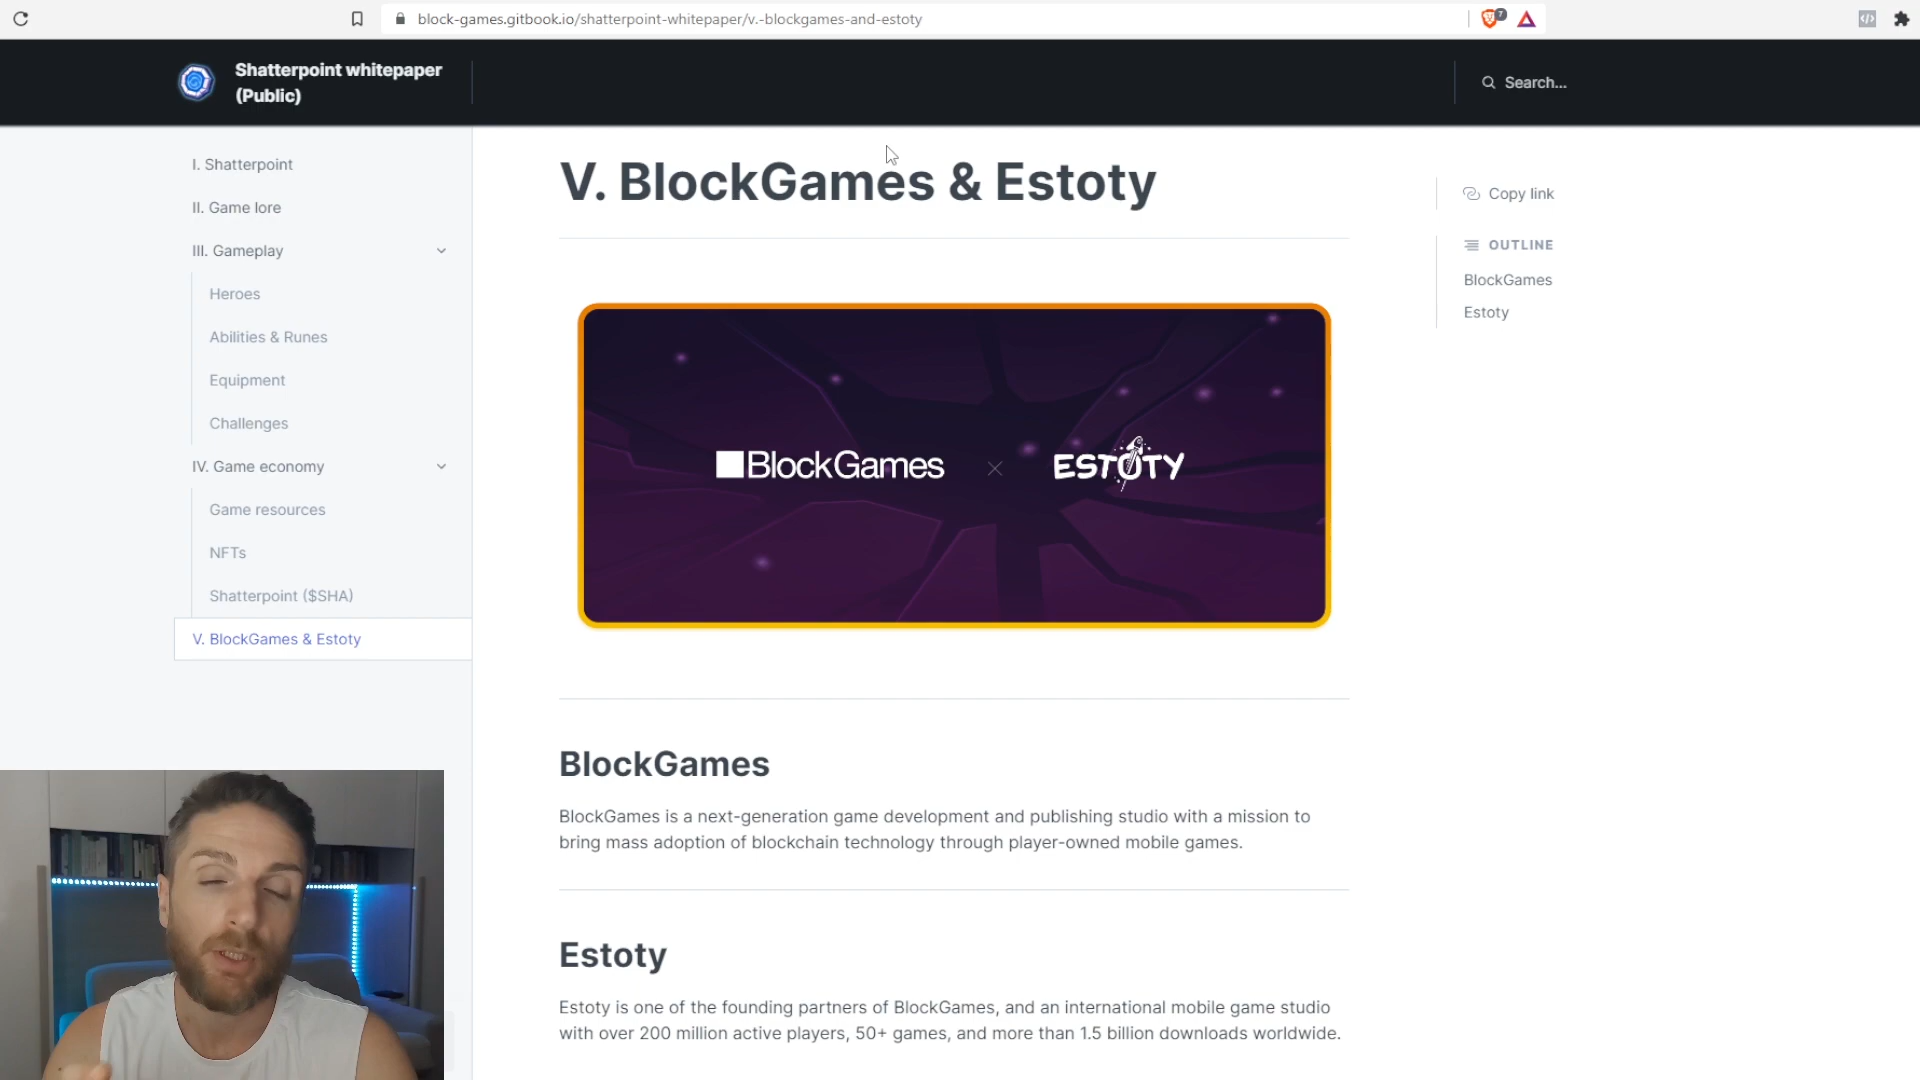 block-games.gitbook.io/shatterpoint-whitepaper/v.-blockgames-and-estoty
7
Shatterpoint whitepaper
(Public)
Search...
I. Shatterpoint
II. Game lore
III. Gameplay
Heroes
Abilities & Runes
Equipment
Challenges
IV. Game economy
Game resources
NFTs
Shatterpoint ($SHA)
V. BlockGames & Estoty
V. BlockGames & Estoty
BlockGames
ESTOTY
BlockGames
BlockGames is a next-generation game development and publishing studio with a mission to
bring mass adoption of blockchain technology through player-owned mobile games.
Estoty
Estoty is one of the founding partners of BlockGames, and an international mobile game studio
with over 200 million active players, 50+ games, and more than 1.5 billion downloads worldwide.
Copy link
OUTLINE
BlockGames
Estoty